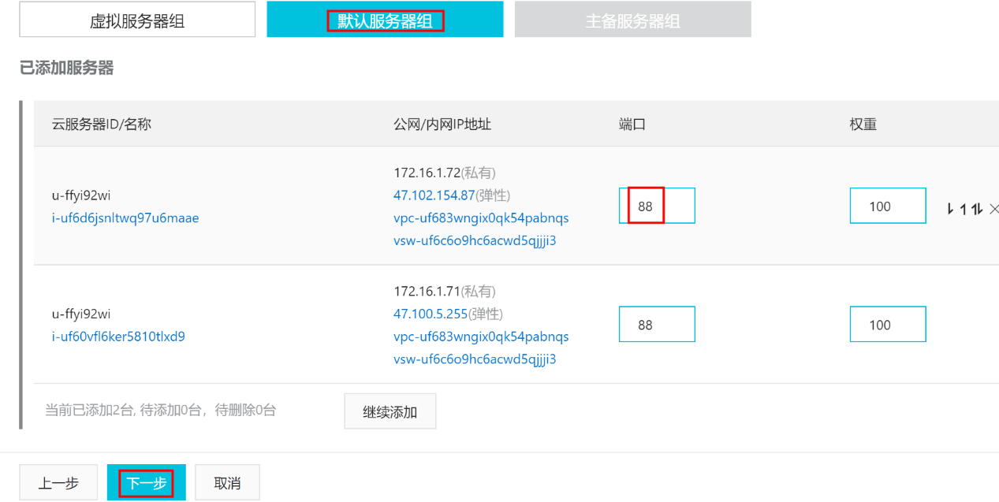 虚拟服务器组 默认服务器组 主备服务器组
已添加服务器
云服务器ID/名称 公网/内网IP地址 端口 权重
172.16.1.72(私有)
u-ffyi92wi 47.102.154.87(弹性) 88 100
i-uf6d6jsnltwq97u6maae vpc-uf683wngix0qk54pabnqs
vsw-uf6c6o9hc6acwd5qjjji3
172.16.1.71(私有)
u-ffyi92wi 47.100.5.255(弹性) 88 100
i-uf60vfl6ker5810tlxd9 vpc-uf683wngix0qk54pabnqs
vsw-uf6c6o9hc6acwd5qjjji3
当前已添加2台, 待添加0台，待删除0台 继续添加
上一步 下一步 取消